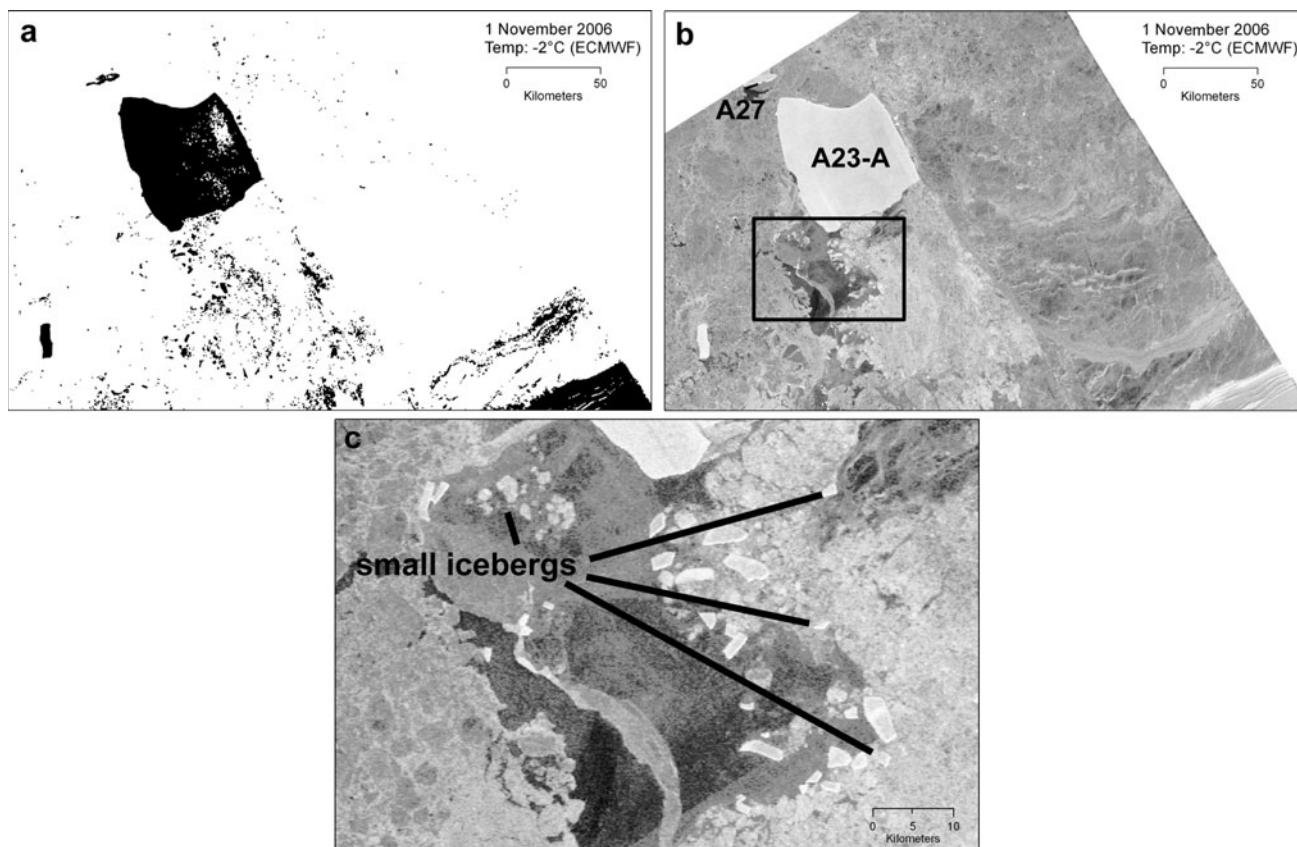 a
1 November 2006
Temp: -2°C (ECMWF)
0 50
Kilometers
b
1 November 2006
Temp: -2°C (ECMWF)
0 50
Kilometers
A27
A23-A
c
small icebergs
0 5 10
Kilometers